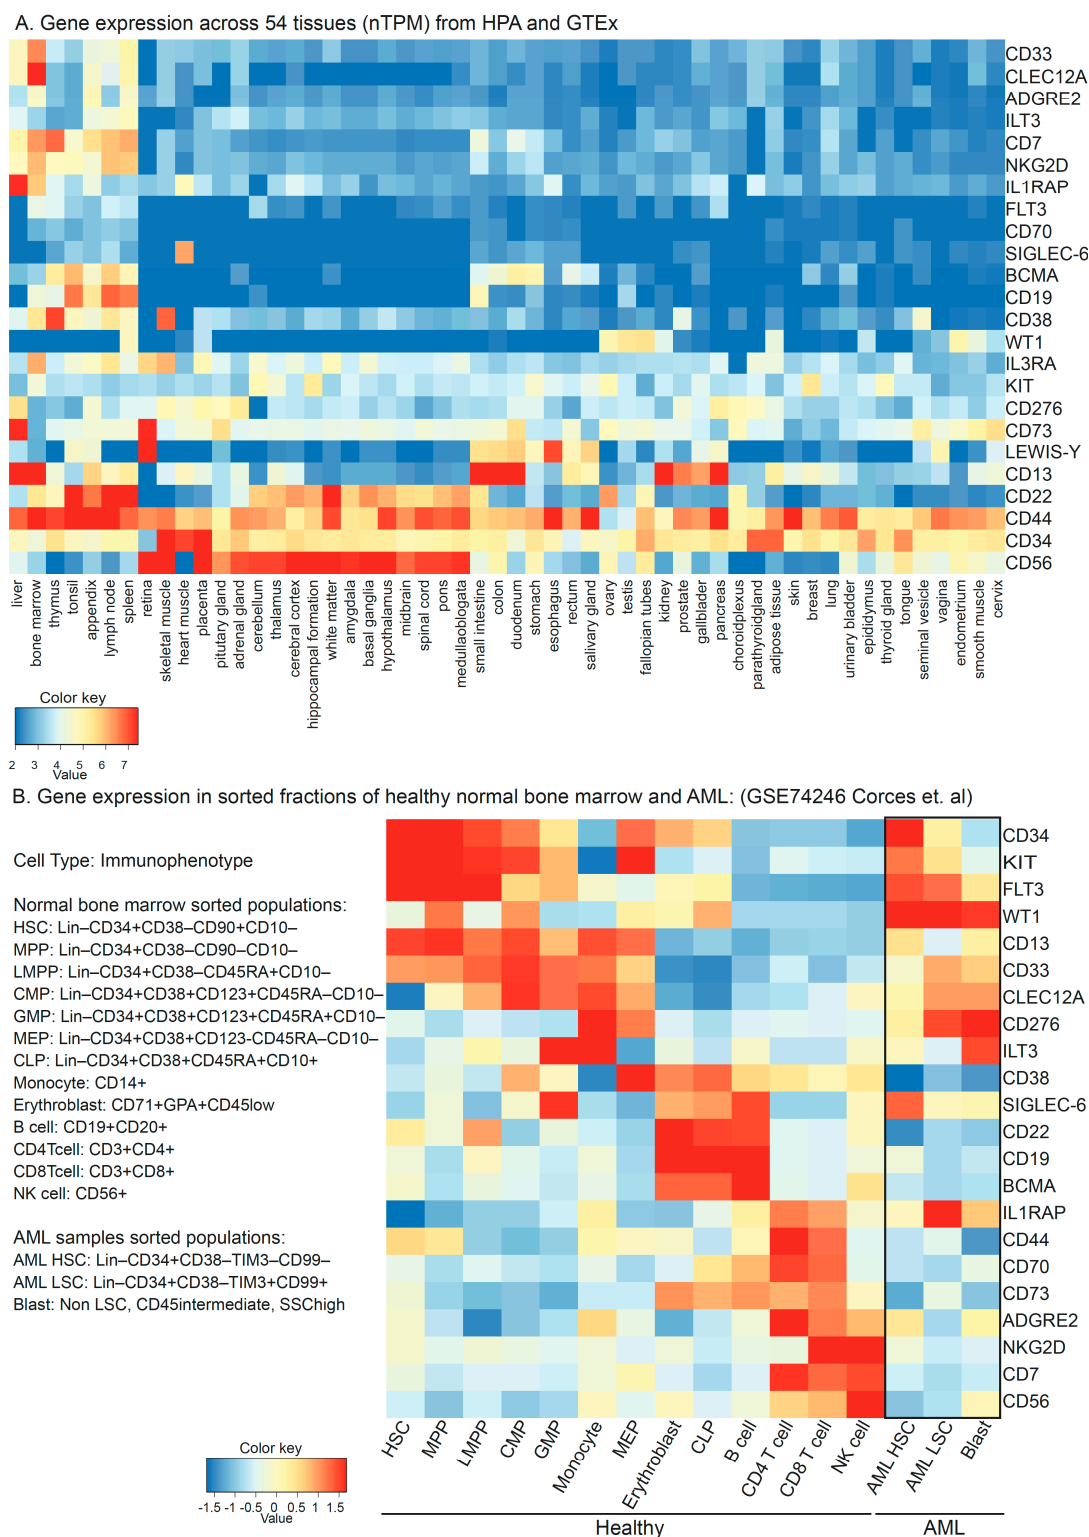 A. Gene expression across 54 tissues (nTPM) from HPA and GTEx
CD33
CLEC12A
ADGRE2
ILT3
CD7
NKG2D
IL1RAP
FLT3
CD70
SIGLEC-6
BCMA
CD19
CD38
WT1
IL3RA
KIT
CD276
CD73
LEWIS-Y
CD13
CD22
CD44
CD34
CD56
liver
bone marrow
thymus
tonsil
appendix
lymph node
spleen
retina
skeletal muscle
heart muscle
placenta
pituitary gland
adrenal gland
cerebellum
thalamus
cerebral cortex
hippocampal formation
white matter
amygdala
basal ganglia
hypothalamus
midbrain
spinal cord
pons
medullaoblogata
small intestine
colon
duodenum
stomach
esophagus
rectum
salivary gland
ovary
testis
fallopian tubes
kidney
prostate
gallbladder
pancreas
choroidplexus
parathyroidgland
adipose tissue
skin
breast
lung
urinary bladder
epididymus
thyroid gland
tongue
seminal vesicle
vagina
endometrium
smooth muscle
cervix
Color key
2 3 4 5 6 7
Value
B. Gene expression in sorted fractions of healthy normal bone marrow and AML: (GSE74246 Corces et. al)
Cell Type: Immunophenotype
Normal bone marrow sorted populations:
HSC: Lin–CD34+CD38–CD90+CD10–
MPP: Lin–CD34+CD38–CD90–CD10–
LMPP: Lin–CD34+CD38–CD45RA+CD10–
CMP: Lin–CD34+CD38+CD123+CD45RA–CD10–
GMP: Lin–CD34+CD38+CD123+CD45RA+CD10–
MEP: Lin–CD34+CD38+CD123-CD45RA–CD10–
CLP: Lin–CD34+CD38+CD45RA+CD10+
Monocyte: CD14+
Erythroblast: CD71+GPA+CD45low
B cell: CD19+CD20+
CD4Tcell: CD3+CD4+
CD8Tcell: CD3+CD8+
NK cell: CD56+
AML samples sorted populations:
AML HSC: Lin–CD34+CD38–TIM3–CD99–
AML LSC: Lin–CD34+CD38–TIM3+CD99+
Blast: Non LSC, CD45intermediate, SSChigh
CD34
KIT
FLT3
WT1
CD13
CD33
CLEC12A
CD276
ILT3
CD38
SIGLEC-6
CD22
CD19
BCMA
IL1RAP
CD44
CD70
CD73
ADGRE2
NKG2D
CD7
CD56
HSC
MPP
LMPP
CMP
GMP
Monocyte
MEP
Erythroblast
CLP
B cell
CD4 T cell
CD8 T cell
NK cell
AML HSC
AML LSC
Blast
Color key
-1.5 -1 -0.5 0 0.5 1 1.5
Value
Healthy
AML